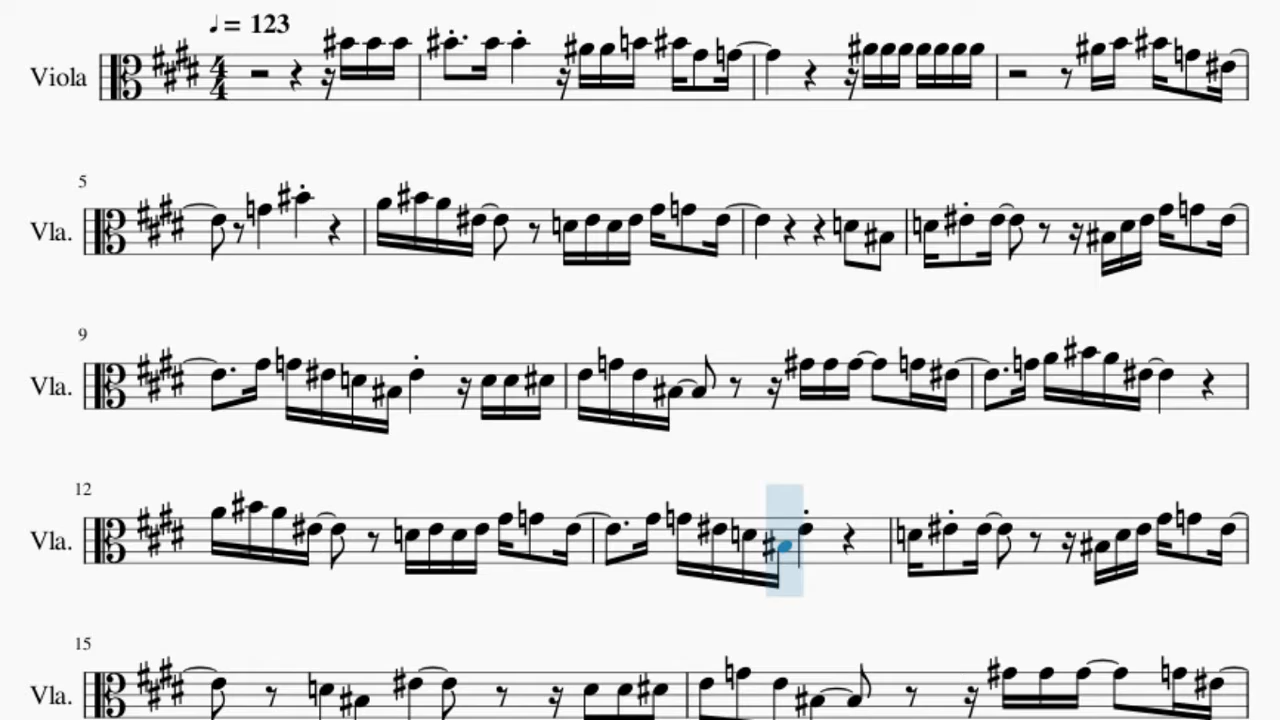 ♩ = 123
Viola 4/4
5
Vla.
9
Vla.
12
Vla.
15
Vla.